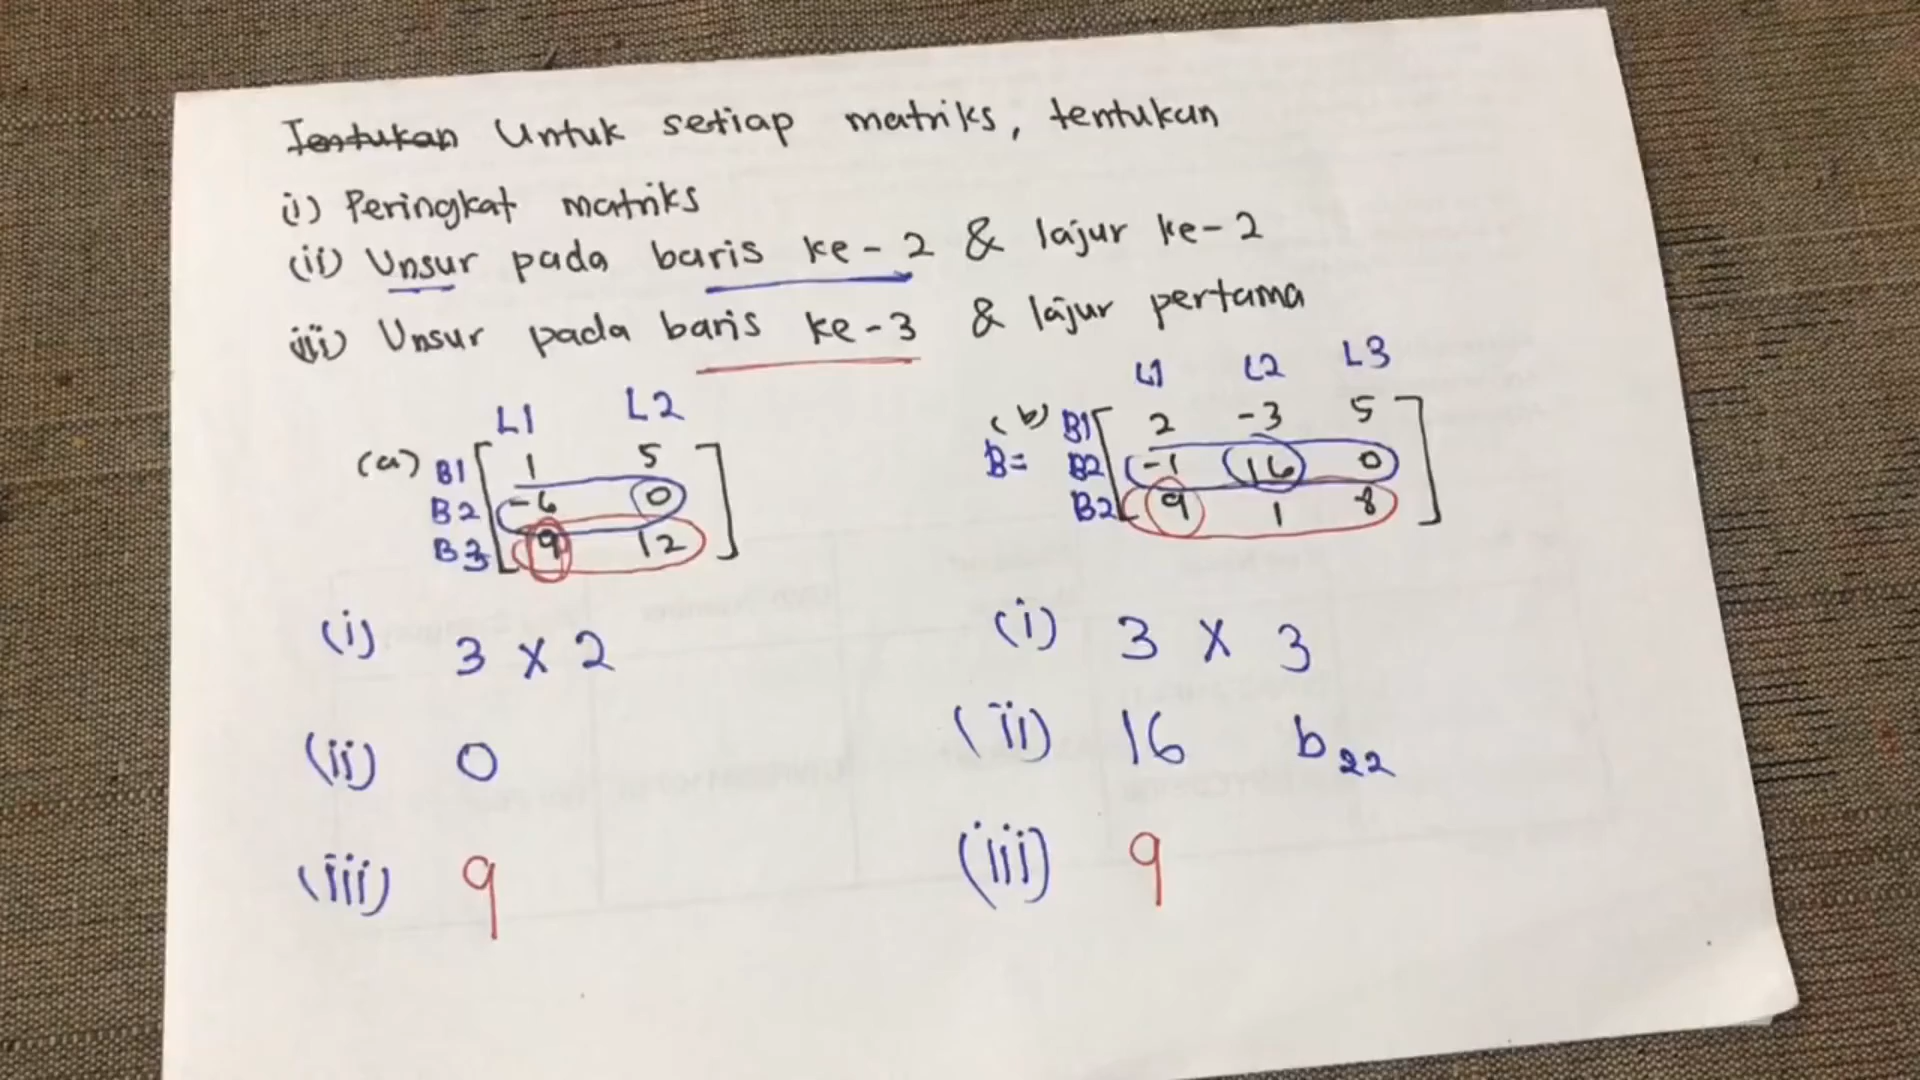 Tentukan Untuk setiap matriks, tentukan
(i) Peringkat matriks
(ii) Unsur pada baris ke-2 & lajur ke-2
(iii) Unsur pada baris ke-3 & lajur pertama
L1 L2
(a) B1 [ 1 5 ]
B2 -6 0
B3 9 12
(i) 3 x 2
(ii) 0
(iii) 9
L1 L2 L3
(b) B1 [ 2 -3 5 ]
B= B2 -1 16 0
B2 9 1 8
(i) 3 x 3
(ii) 16 b22
(iii) 9